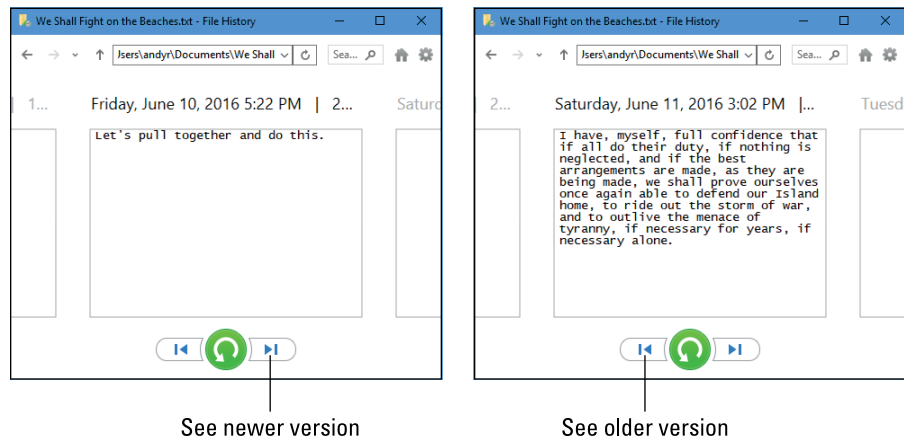 We Shall Fight on the Beaches.txt - File History
Jsers\andyr\Documents\We Shall
Sea...
1...
Friday, June 10, 2016 5:22 PM | 2...
Saturd
Let's pull together and do this.
See newer version
We Shall Fight on the Beaches.txt - File History
Jsers\andyr\Documents\We Shall
Sea...
2...
Saturday, June 11, 2016 3:02 PM |...
Tuesd
I have, myself, full confidence that
if all do their duty, if nothing is
neglected, and if the best
arrangements are made, as they are
being made, we shall prove ourselves
once again able to defend our Island
home, to ride out the storm of war,
and to outlive the menace of
tyranny, if necessary for years, if
necessary alone.
See older version